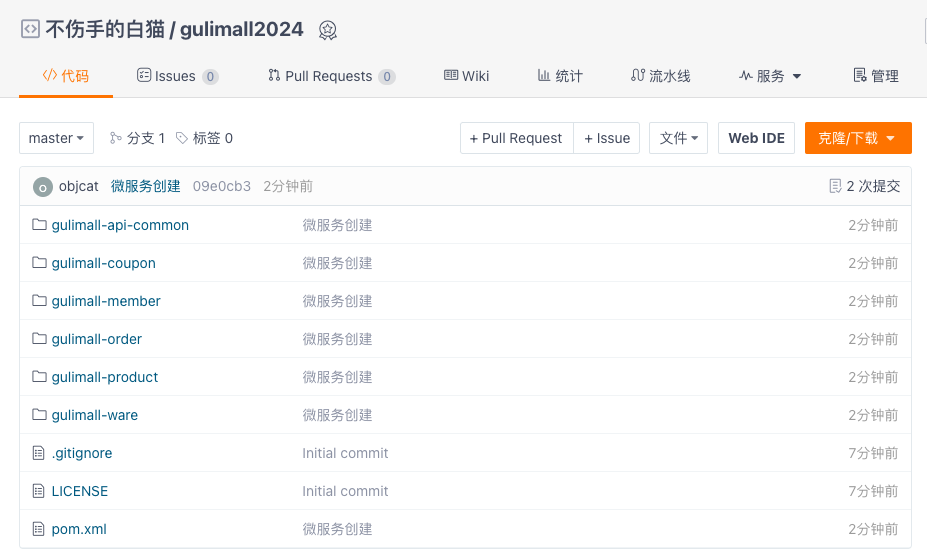 不伤手的白猫 / gulimall2024
代码 Issues 0 Pull Requests 0 Wiki 统计 流水线 服务 管理
master 分支 1 标签 0 + Pull Request + Issue 文件 Web IDE 克隆/下载
o objcat 微服务创建 09e0cb3 2分钟前 2 次提交
gulimall-api-common 微服务创建 2分钟前
gulimall-coupon 微服务创建 2分钟前
gulimall-member 微服务创建 2分钟前
gulimall-order 微服务创建 2分钟前
gulimall-product 微服务创建 2分钟前
gulimall-ware 微服务创建 2分钟前
.gitignore Initial commit 7分钟前
LICENSE Initial commit 7分钟前
pom.xml 微服务创建 2分钟前